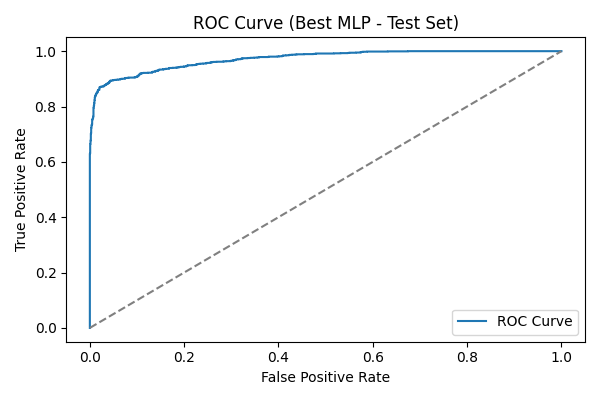 ROC Curve (Best MLP - Test Set)
True Positive Rate
1.0
0.8
0.6
0.4
0.2
0.0
0.0 0.2 0.4 0.6 0.8 1.0
False Positive Rate
ROC Curve